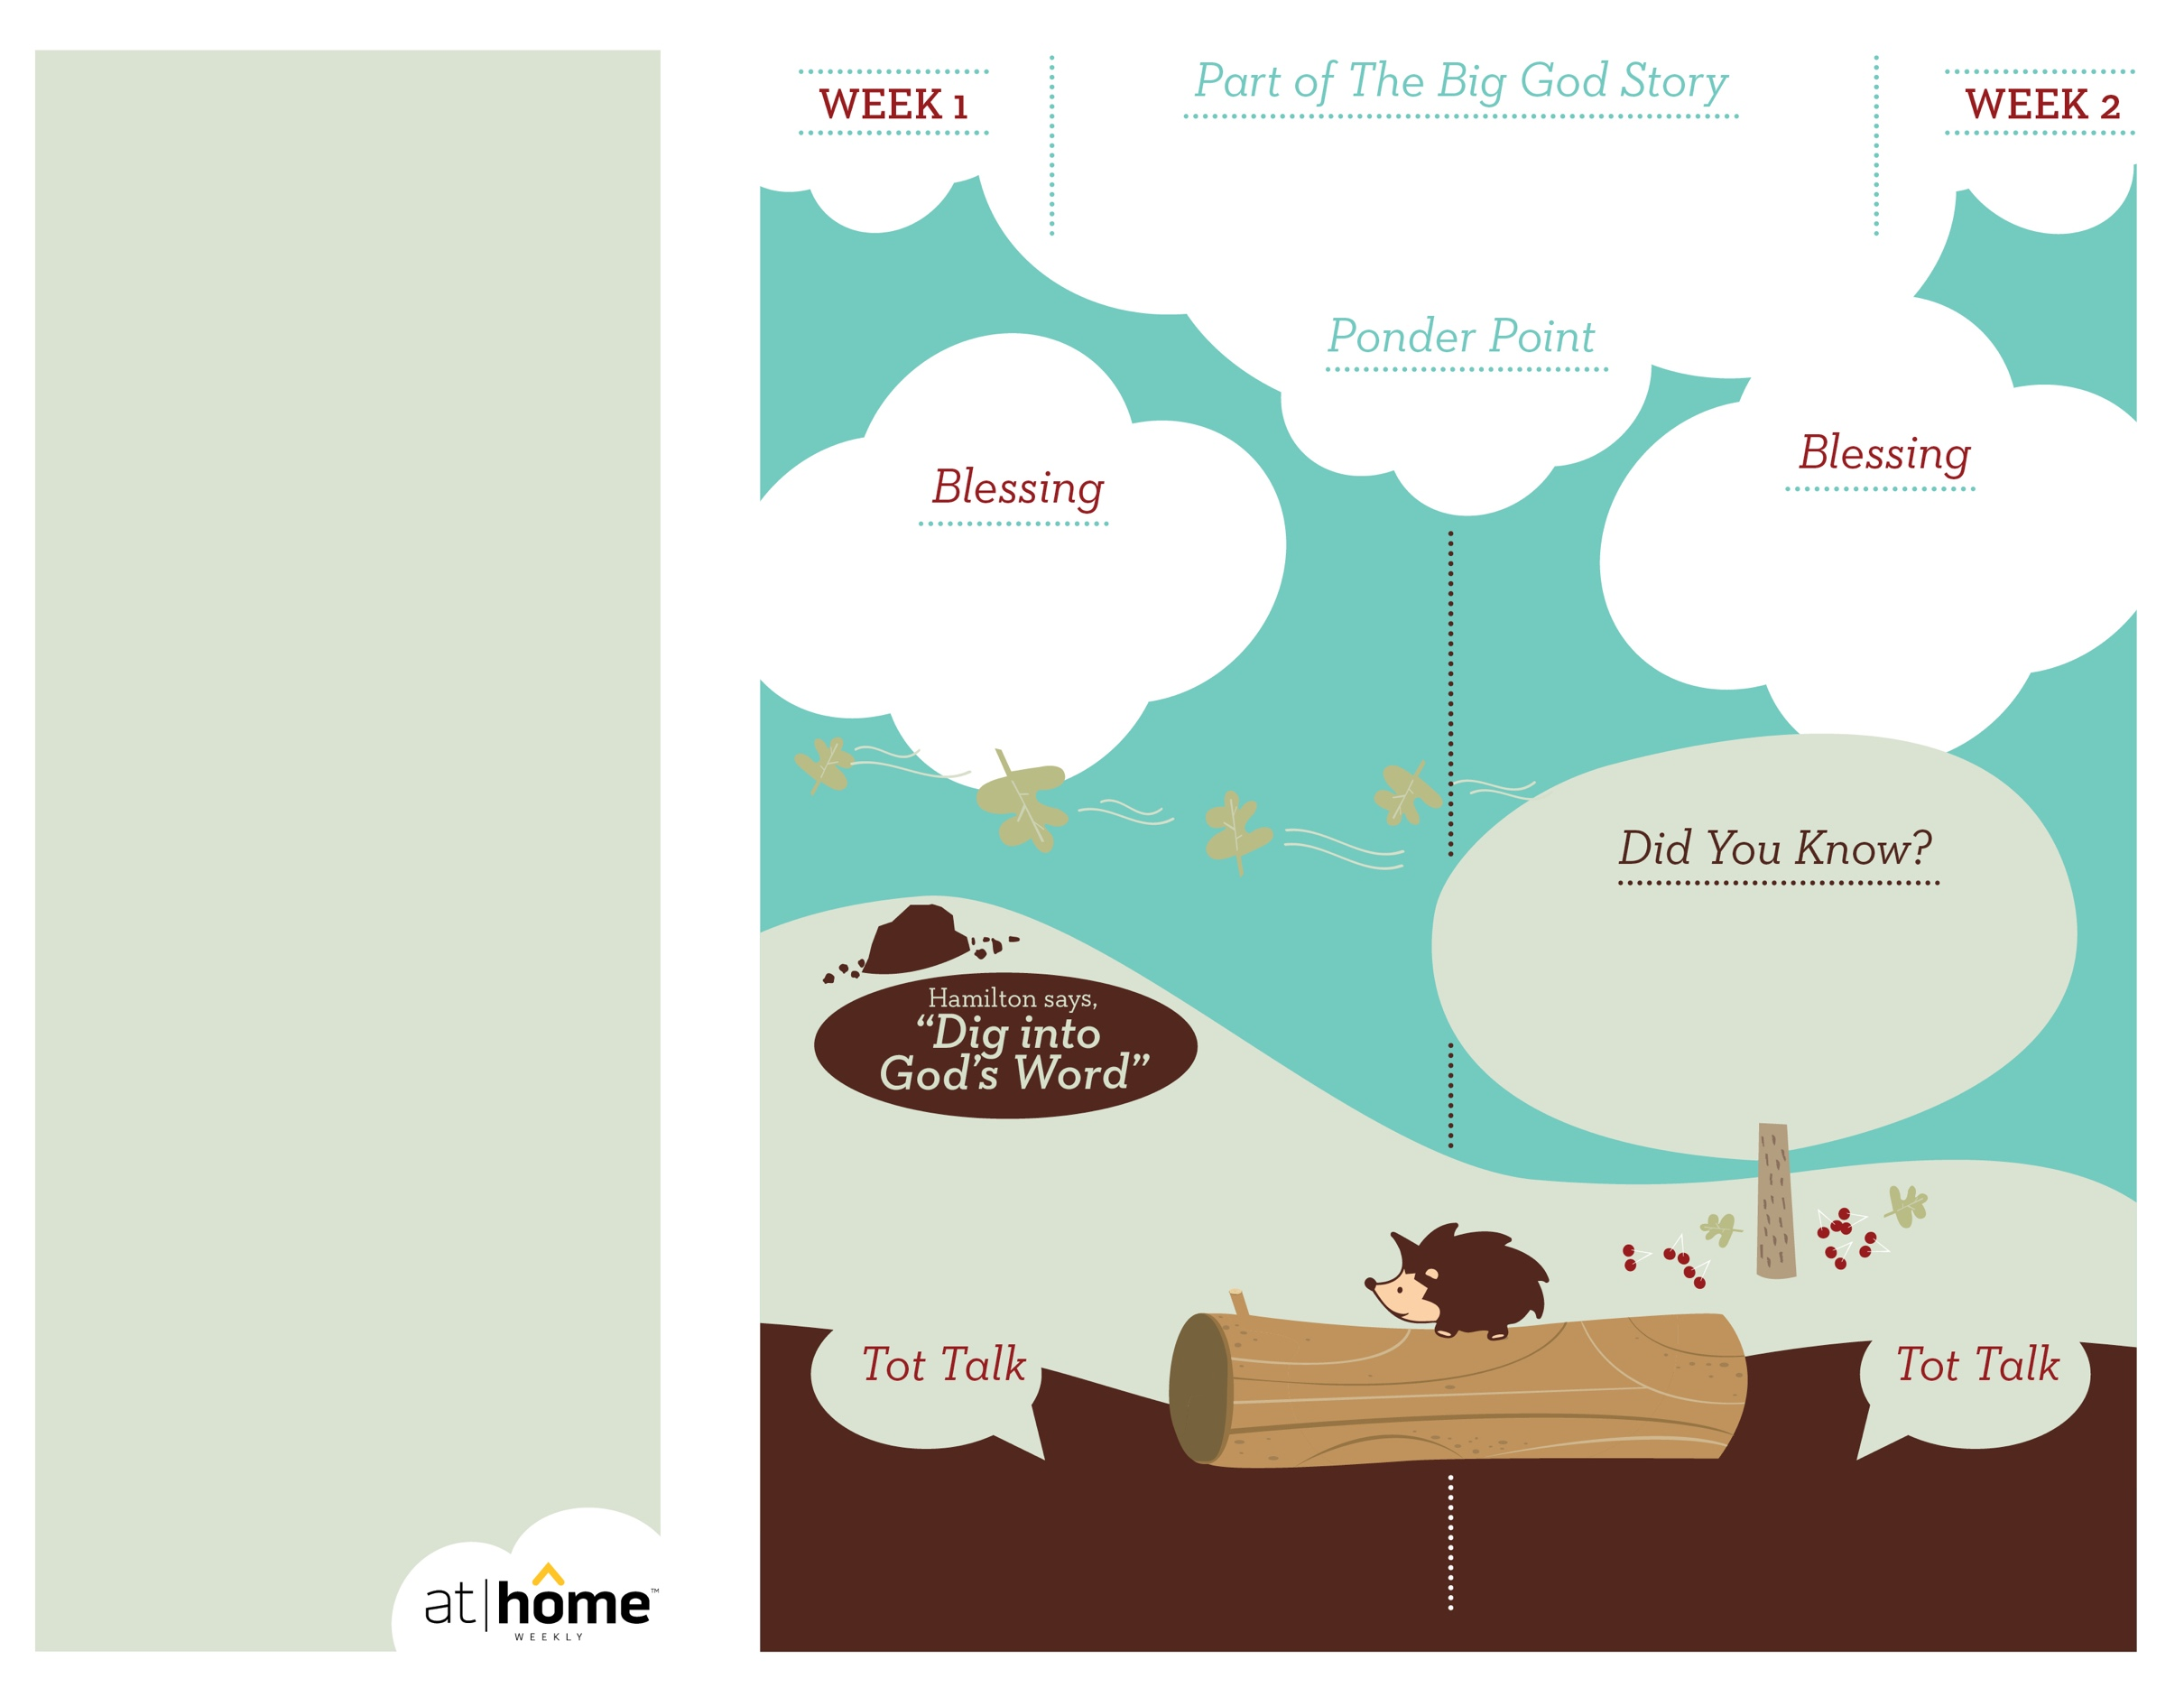 WEEK 1
Part of The Big God Story
WEEK 2
Ponder Point
Blessing
Blessing
Did You Know?
Hamilton says,
“Dig into
God’s Word”
Tot Talk
Tot Talk
at|hôme™
WEEKLY